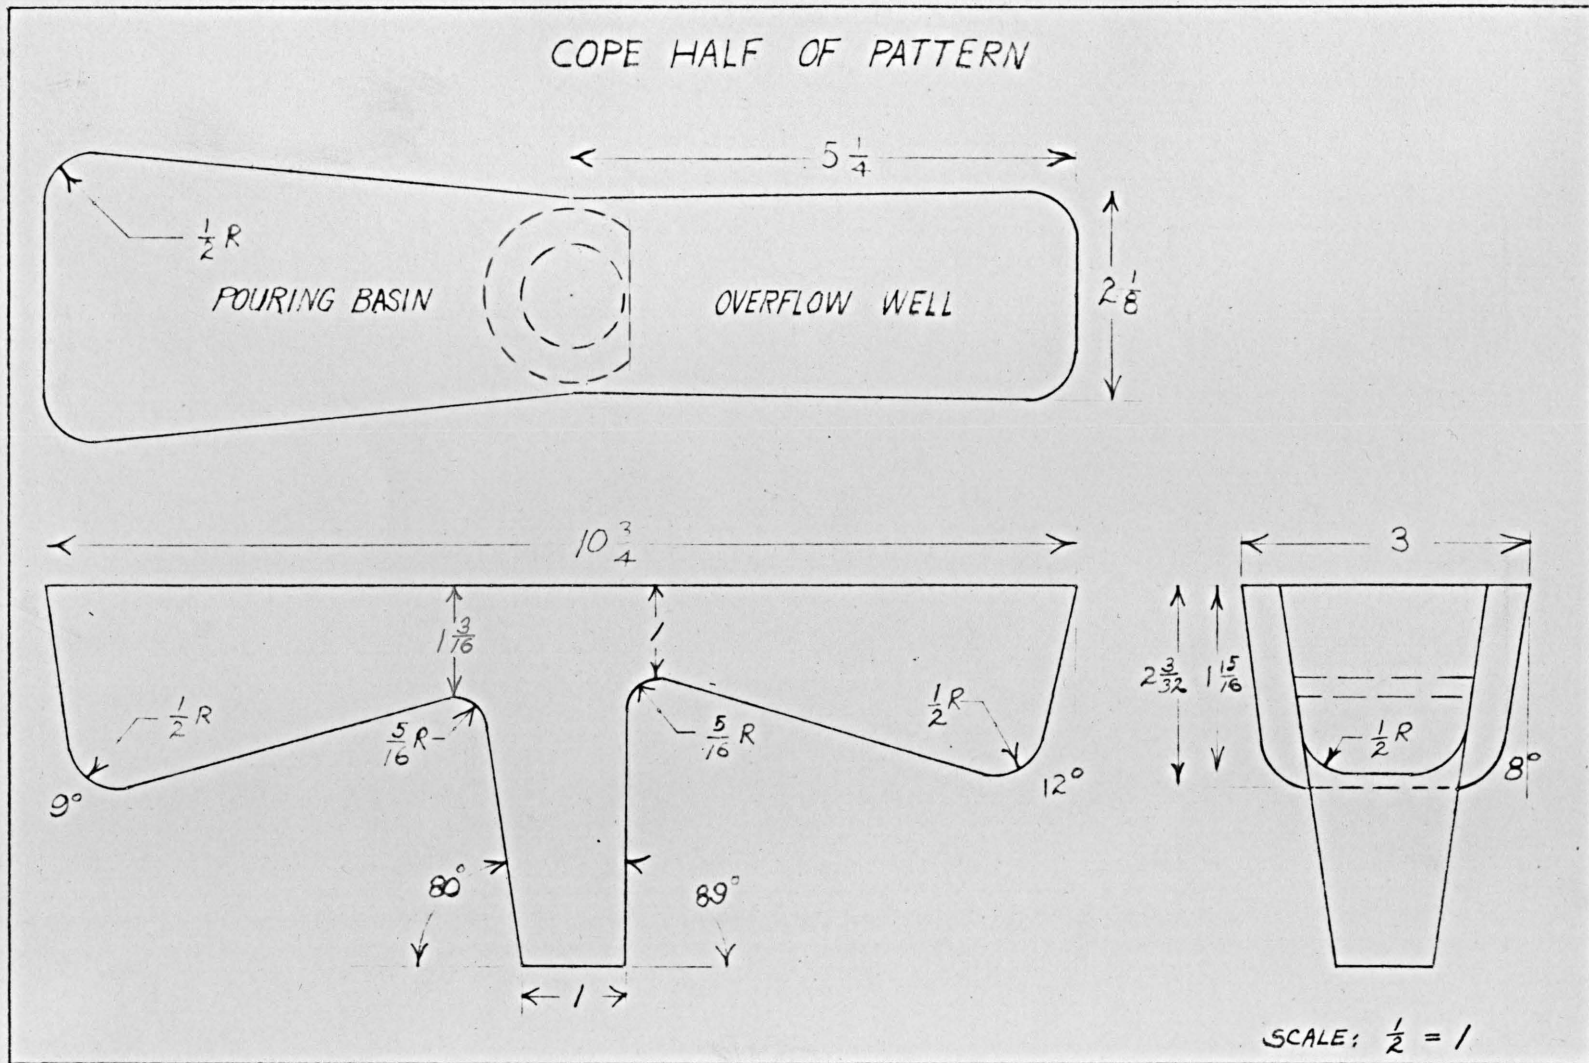 COPE HALF OF PATTERN
5 1/4
1/2 R
2 1/8
POURING BASIN
OVERFLOW WELL
10 3/4
3
1 3/16
1
2 3/32
1 15/16
1/2 R
5/16 R
5/16 R
1/2 R
1/2 R
9°
12°
8°
80°
89°
1
SCALE: 1/2 = 1